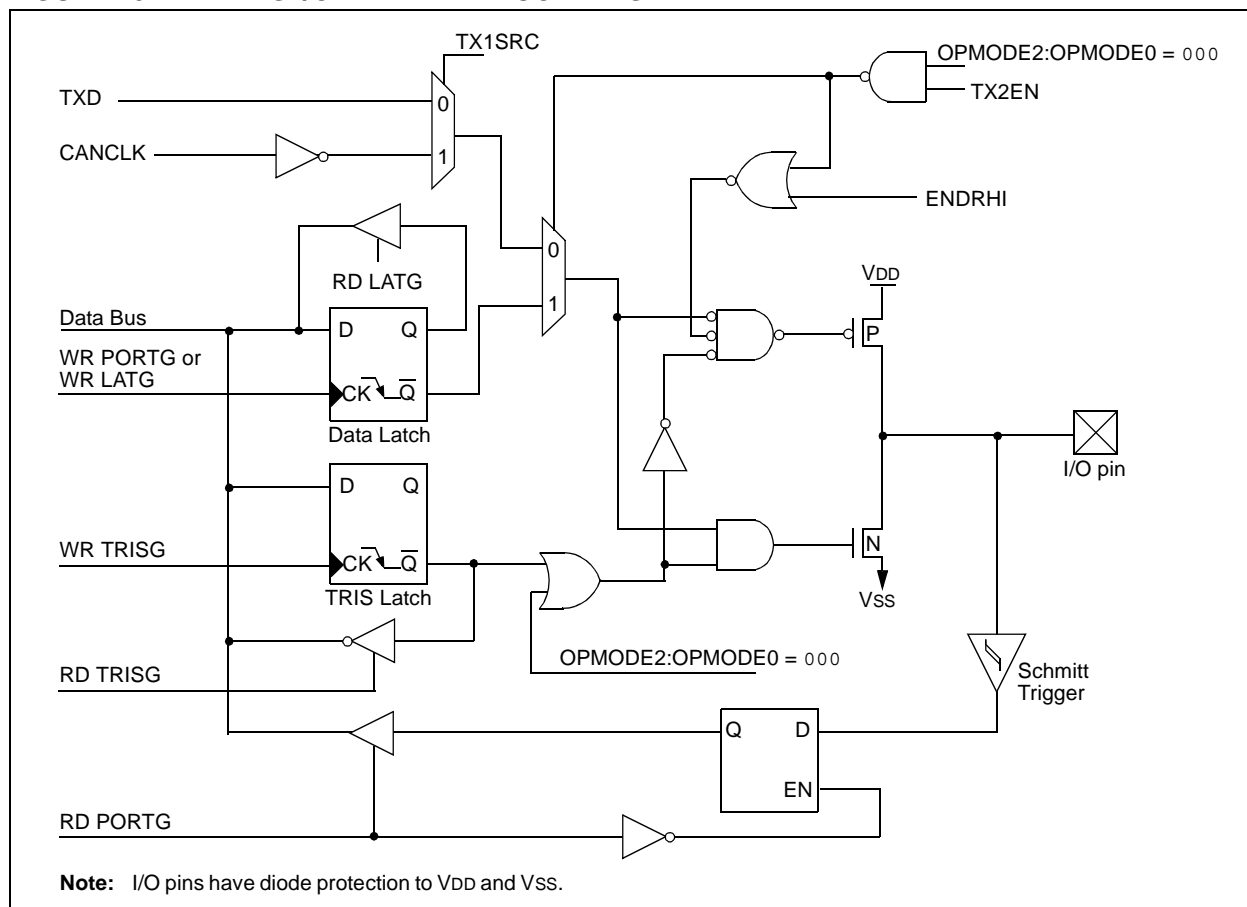 TX1SRC
OPMODE2:OPMODE0 = 000
TXD
0
TX2EN
CANCLK
1
ENDRHI
0
RD LATG
VDD
Data Bus
D Q
1
P
WR PORTG or
WR LATG
CK Q
Data Latch
I/O pin
D Q
WR TRISG
CK Q
N
TRIS Latch
VSS
OPMODE2:OPMODE0 = 000
RD TRISG
Schmitt
Trigger
Q D
EN
RD PORTG
Note: I/O pins have diode protection to VDD and VSS.